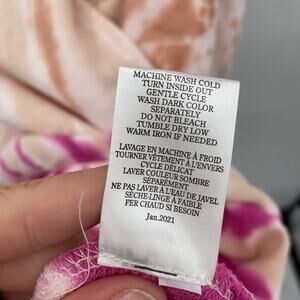 MACHINE WASH COLD
TURN INSIDE OUT
GENTLE CYCLE
WASH DARK COLOR
SEPARATELY
DO NOT BLEACH
TUMBLE DRY LOW
WARM IRON IF NEEDED
LAVAGE EN MACHINE À FROID
TOURNER VÊTEMENT À L'ENVERS
CYCLE DÉLICAT
LAVER COULEUR SOMBRE
SÉPARÉMENT
NE PAS LAVER À L'EAU DE JAVEL
SÈCHE-LINGE À FAIBLE
FER CHAUD SI BESOIN
Jan.2021